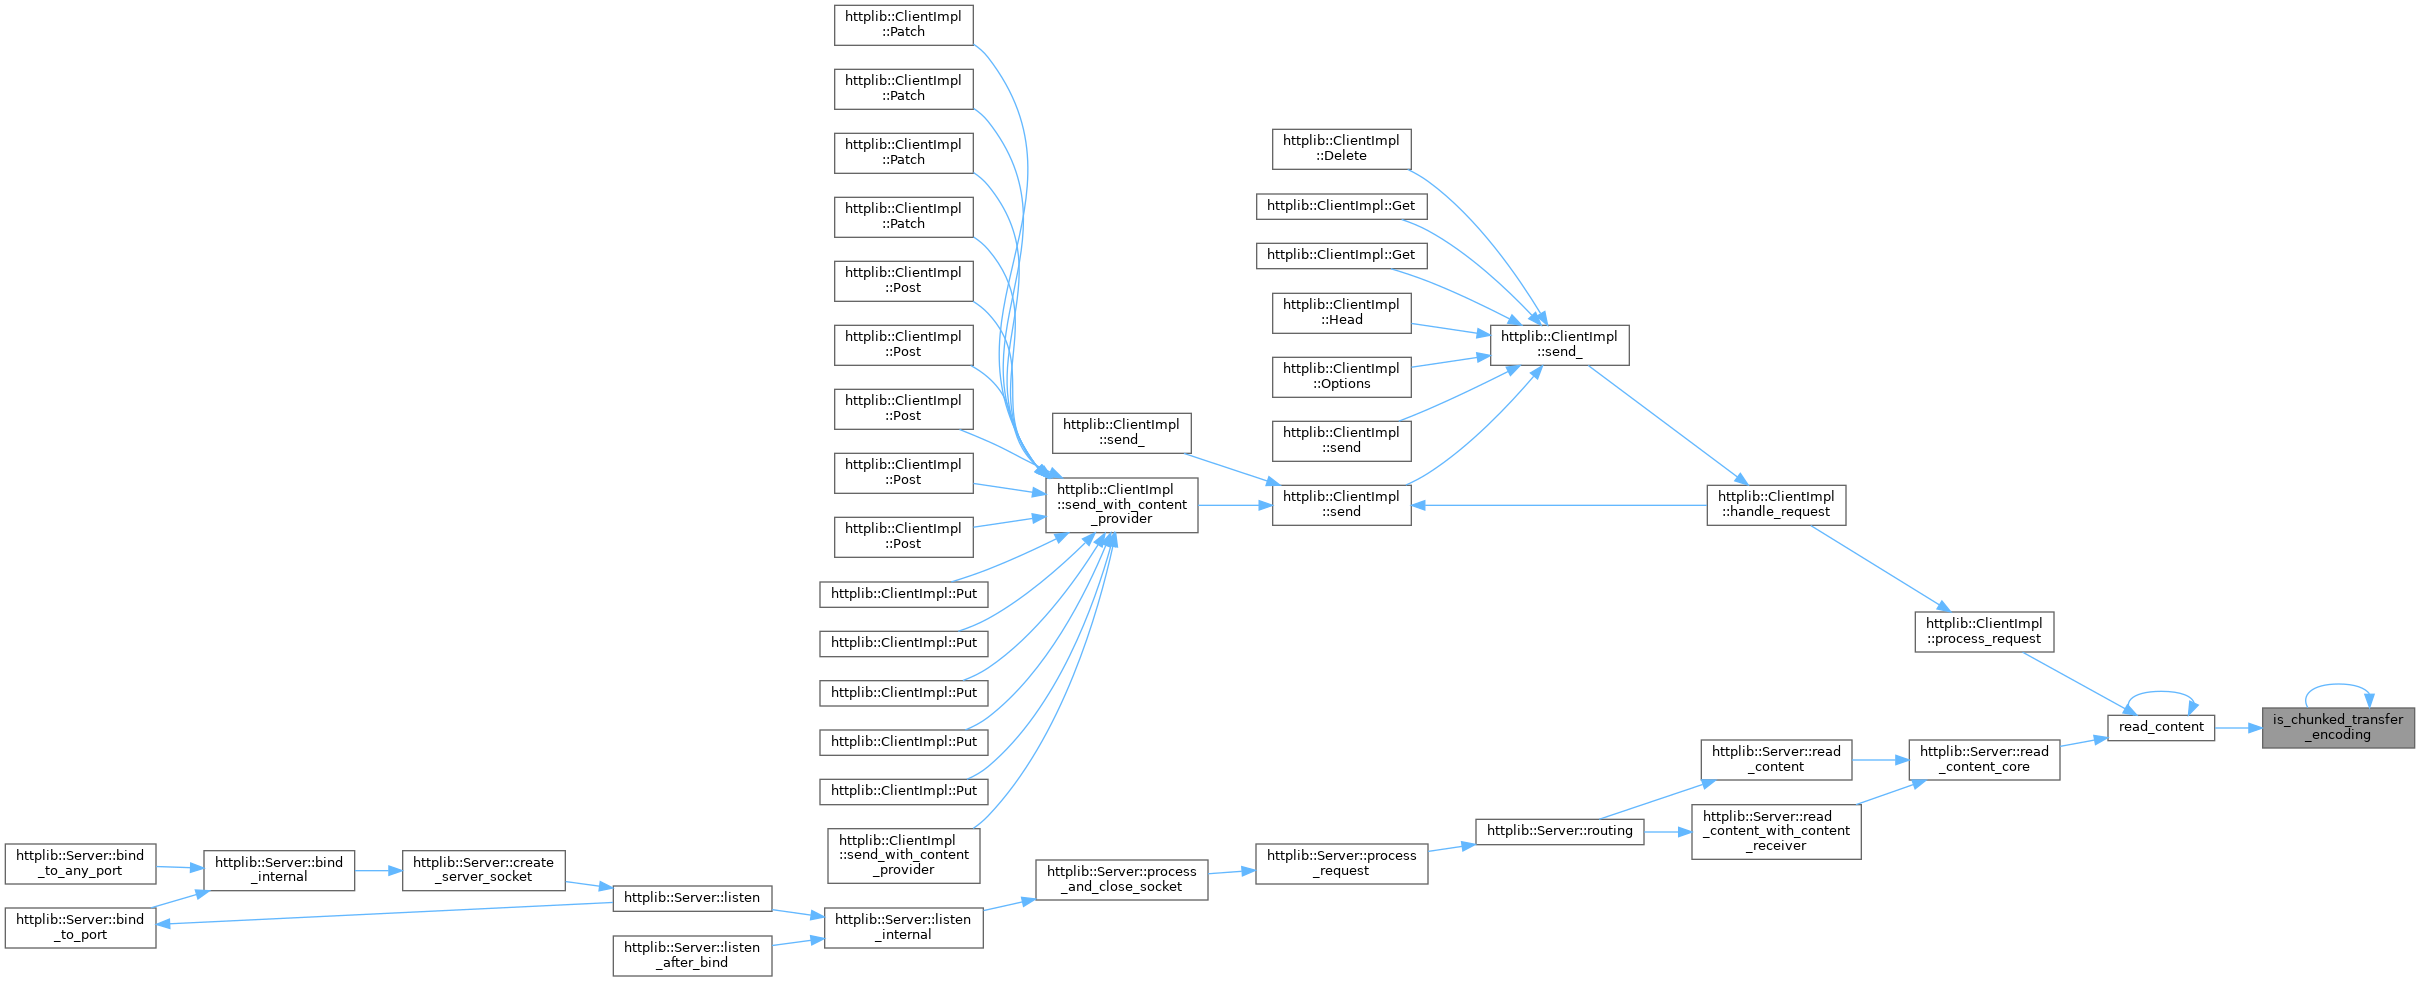 httplib::ClientImpl
::Patch
httplib::ClientImpl
::Patch
httplib::ClientImpl
::Patch
httplib::ClientImpl
::Patch
httplib::ClientImpl
::Post
httplib::ClientImpl
::Post
httplib::ClientImpl
::Post
httplib::ClientImpl
::Post
httplib::ClientImpl
::Post
httplib::ClientImpl::Put
httplib::ClientImpl::Put
httplib::ClientImpl::Put
httplib::ClientImpl::Put
httplib::ClientImpl::Put
httplib::ClientImpl
::send_with_content
_provider
httplib::ClientImpl
::send_
httplib::ClientImpl
::send_with_content
_provider
httplib::ClientImpl
::Delete
httplib::ClientImpl::Get
httplib::ClientImpl::Get
httplib::ClientImpl
::Head
httplib::ClientImpl
::Options
httplib::ClientImpl
::send
httplib::ClientImpl
::send
httplib::ClientImpl
::send_
httplib::ClientImpl
::handle_request
httplib::ClientImpl
::process_request
read_content
is_chunked_transfer
_encoding
httplib::Server::read
_content_core
httplib::Server::read
_content
httplib::Server::read
_content_with_content
_receiver
httplib::Server::routing
httplib::Server::process
_request
httplib::Server::process
_and_close_socket
httplib::Server::listen
_internal
httplib::Server::listen
httplib::Server::listen
_after_bind
httplib::Server::create
_server_socket
httplib::Server::bind
_internal
httplib::Server::bind
_to_any_port
httplib::Server::bind
_to_port